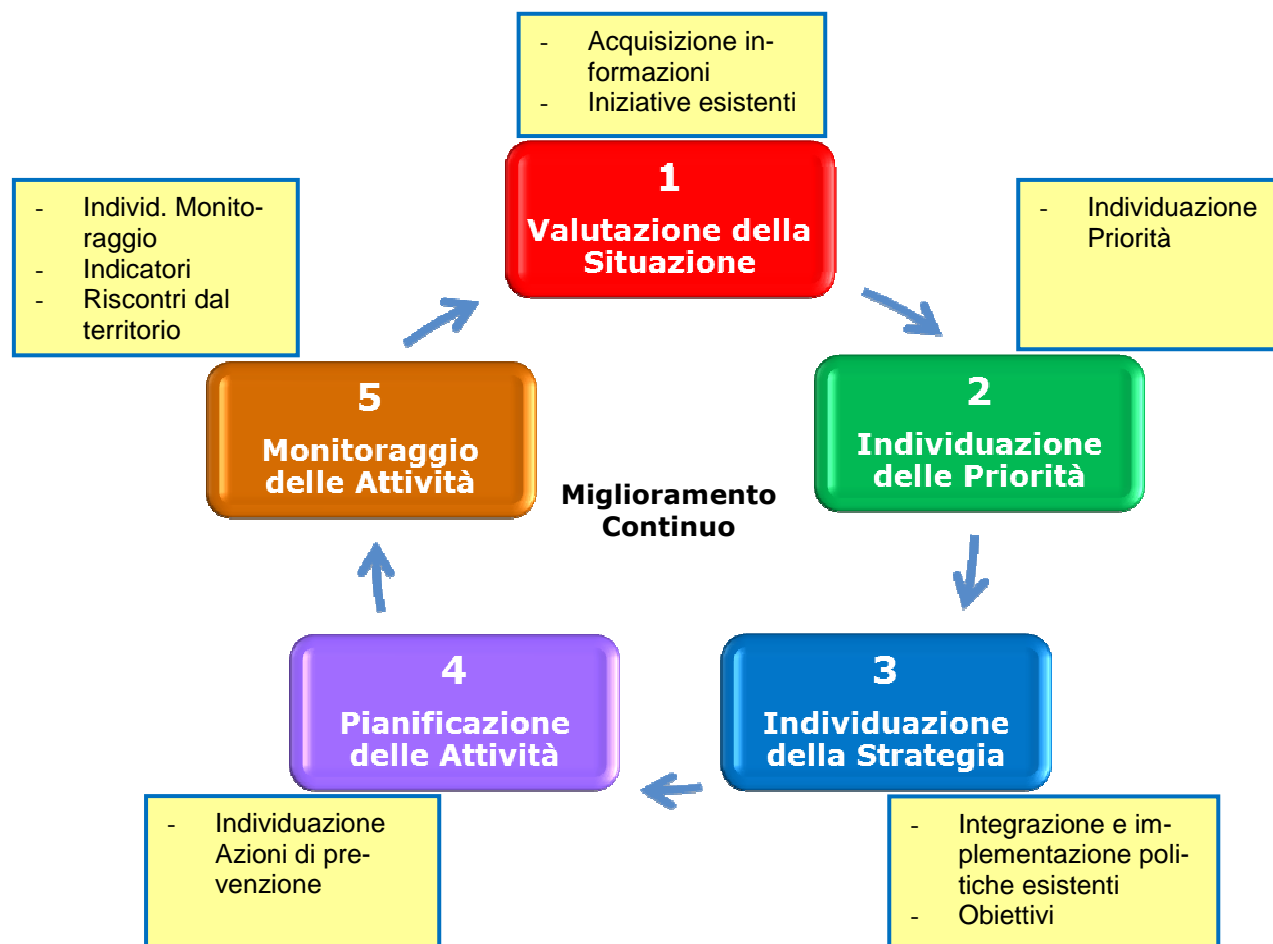 - Acquisizione in-
formazioni
- Iniziative esistenti
1
Valutazione della
Situazione
- Individ. Monito-
raggio
- Indicatori
- Riscontri dal
territorio
- Individuazione
Priorità
5
Monitoraggio
delle Attività
2
Individuazione
delle Priorità
Miglioramento
Continuo
4
Pianificazione
delle Attività
3
Individuazione
della Strategia
- Individuazione
Azioni di pre-
venzione
- Integrazione e im-
plementazione poli-
tiche esistenti
- Obiettivi